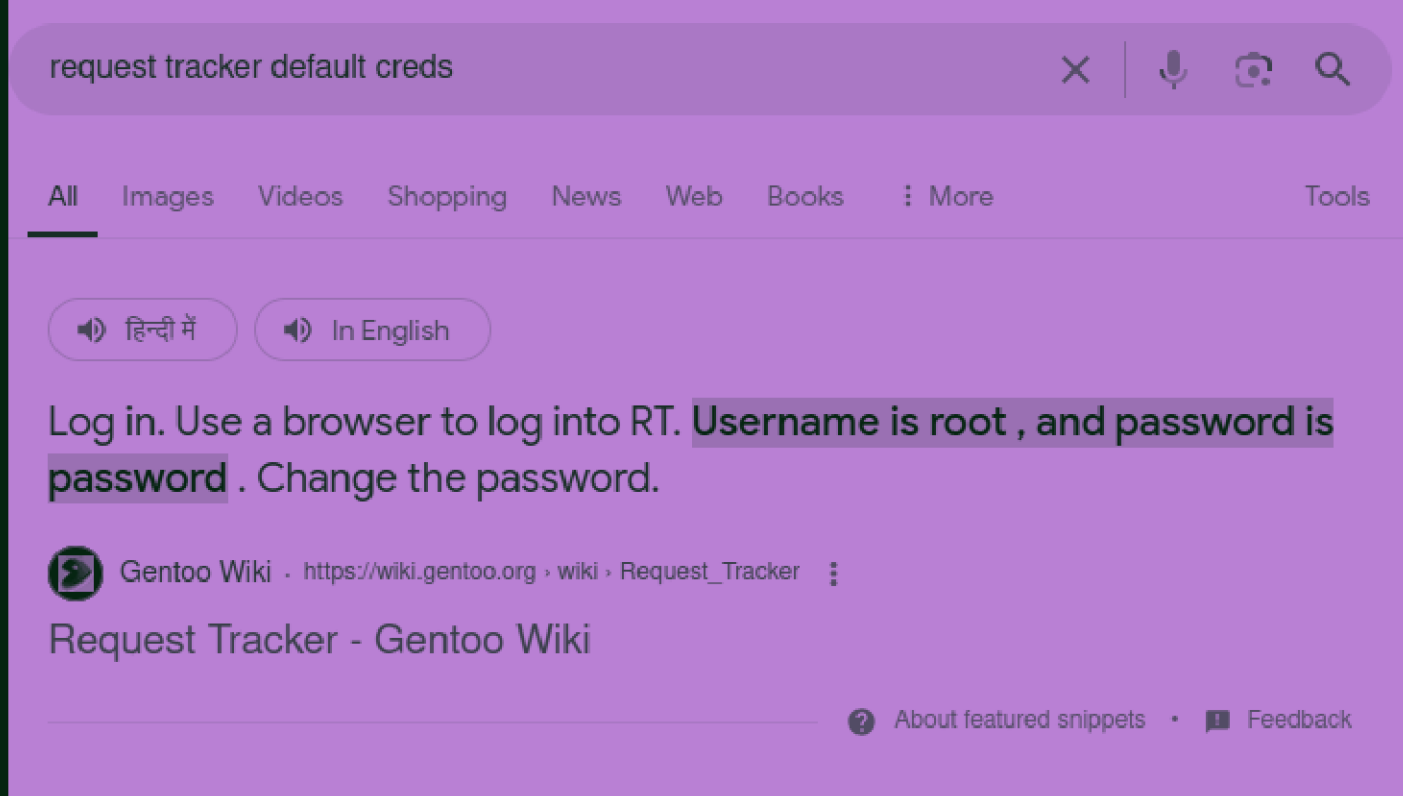 request tracker default creds
All Images Videos Shopping News Web Books More Tools
हिन्दी में In English
Log in. Use a browser to log into RT. Username is root , and password is
password . Change the password.
Gentoo Wiki · https://wiki.gentoo.org › wiki › Request_Tracker
Request Tracker - Gentoo Wiki
About featured snippets • Feedback